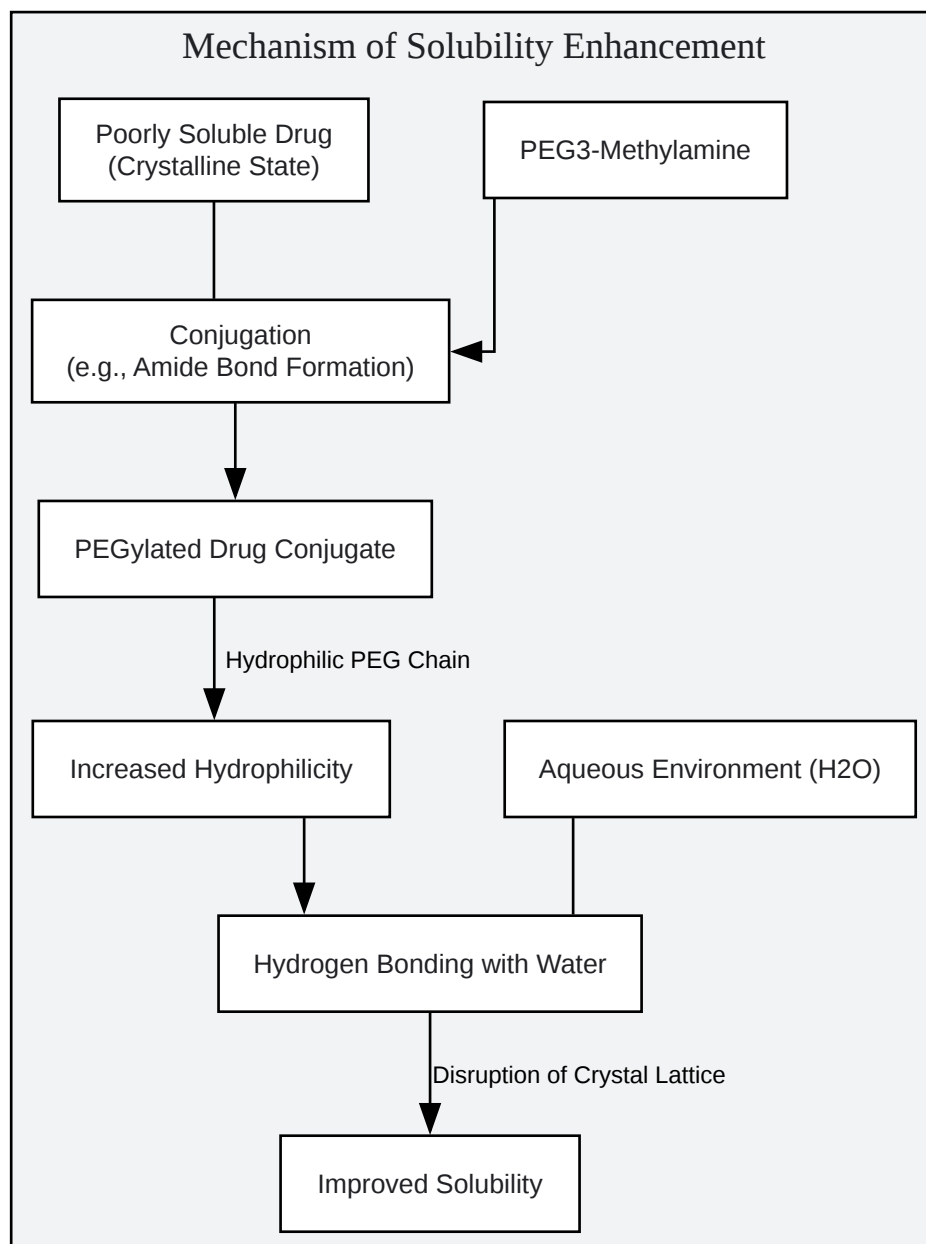 Mechanism of Solubility Enhancement
Poorly Soluble Drug
(Crystalline State)
PEG3-Methylamine
Conjugation
(e.g., Amide Bond Formation)
PEGylated Drug Conjugate
Hydrophilic PEG Chain
Increased Hydrophilicity
Aqueous Environment (H2O)
Hydrogen Bonding with Water
Disruption of Crystal Lattice
Improved Solubility